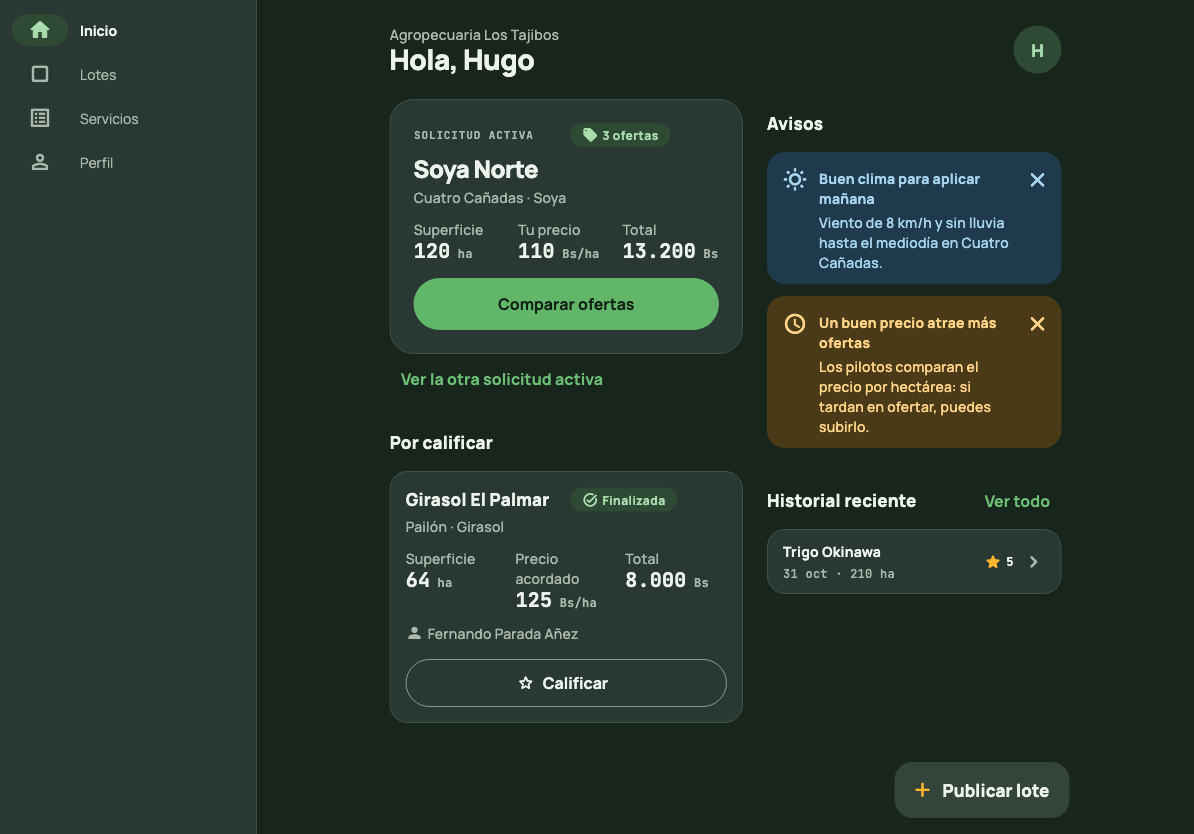 Inicio
Lotes
Servicios
Perfil
Agropecuaria Los Tajibos
Hola, Hugo
H
SOLICITUD ACTIVA
3 ofertas
Soya Norte
Cuatro Cañadas · Soya
Superficie
120 ha
Tu precio
110 Bs/ha
Total
13.200 Bs
Comparar ofertas
Ver la otra solicitud activa
Por calificar
Girasol El Palmar
Finalizada
Pailón · Girasol
Superficie
64 ha
Precio
acordado
125 Bs/ha
Total
8.000 Bs
Fernando Parada Añez
Calificar
Avisos
Buen clima para aplicar
mañana
Viento de 8 km/h y sin lluvia
hasta el mediodía en Cuatro
Cañadas.
Un buen precio atrae más
ofertas
Los pilotos comparan el
precio por hectárea: si
tardan en ofertar, puedes
subirlo.
Historial reciente
Ver todo
Trigo Okinawa
31 oct · 210 ha
5
Publicar lote